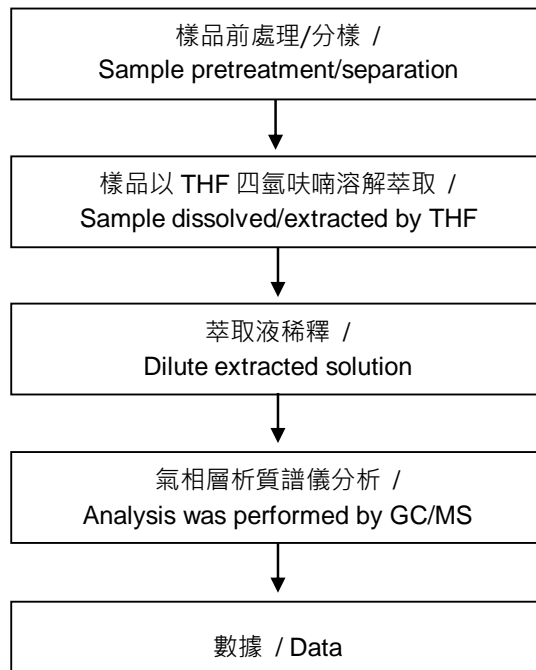 樣品前處理/分樣 /
Sample pretreatment/separation
樣品以 THF 四氫呋喃溶解萃取 /
Sample dissolved/extracted by THF
萃取液稀釋 /
Dilute extracted solution
氣相層析質譜儀分析 /
Analysis was performed by GC/MS
數據 / Data